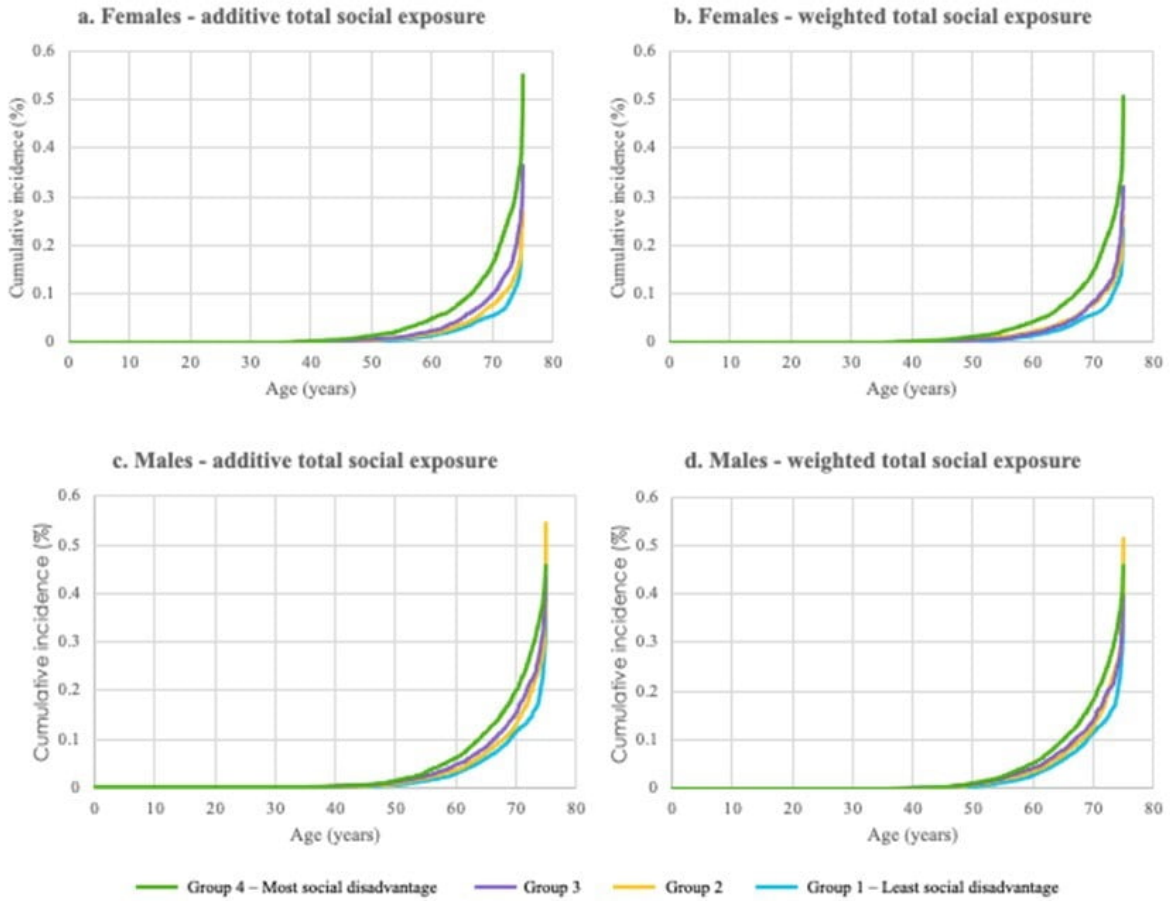 a. Females - additive total social exposure
Cumulative incidence (%)
0.6
0.5
0.4
0.3
0.2
0.1
0
0 10 20 30 40 50 60 70 80
Age (years)
b. Females - weighted total social exposure
Cumulative incidence (%)
0.6
0.5
0.4
0.3
0.2
0.1
0
0 10 20 30 40 50 60 70 80
Age (years)
c. Males - additive total social exposure
Cumulative incidence (%)
0.6
0.5
0.4
0.3
0.2
0.1
0
0 10 20 30 40 50 60 70 80
Age (years)
d. Males - weighted total social exposure
Cumulative incidence (%)
0.6
0.5
0.4
0.3
0.2
0.1
0
0 10 20 30 40 50 60 70 80
Age (years)
Group 4 – Most social disadvantage Group 3 Group 2 Group 1 – Least social disadvantage